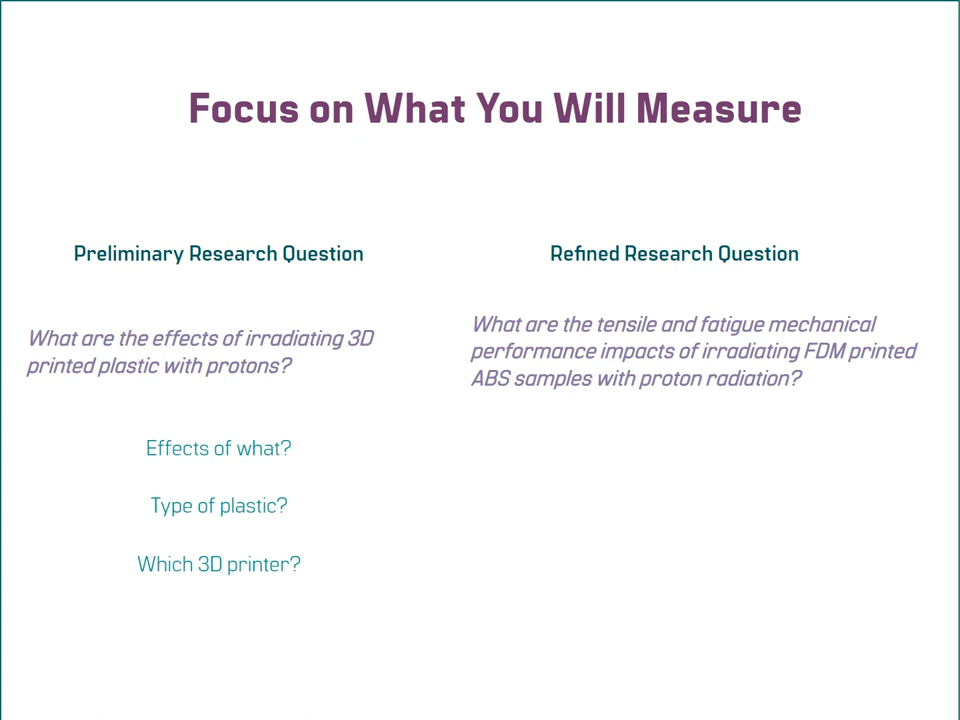 Focus on What You Will Measure
Preliminary Research Question
What are the effects of irradiating 3D
printed plastic with protons?
Effects of what?
Type of plastic?
Which 3D printer?
Refined Research Question
What are the tensile and fatigue mechanical
performance impacts of irradiating FDM printed
ABS samples with proton radiation?